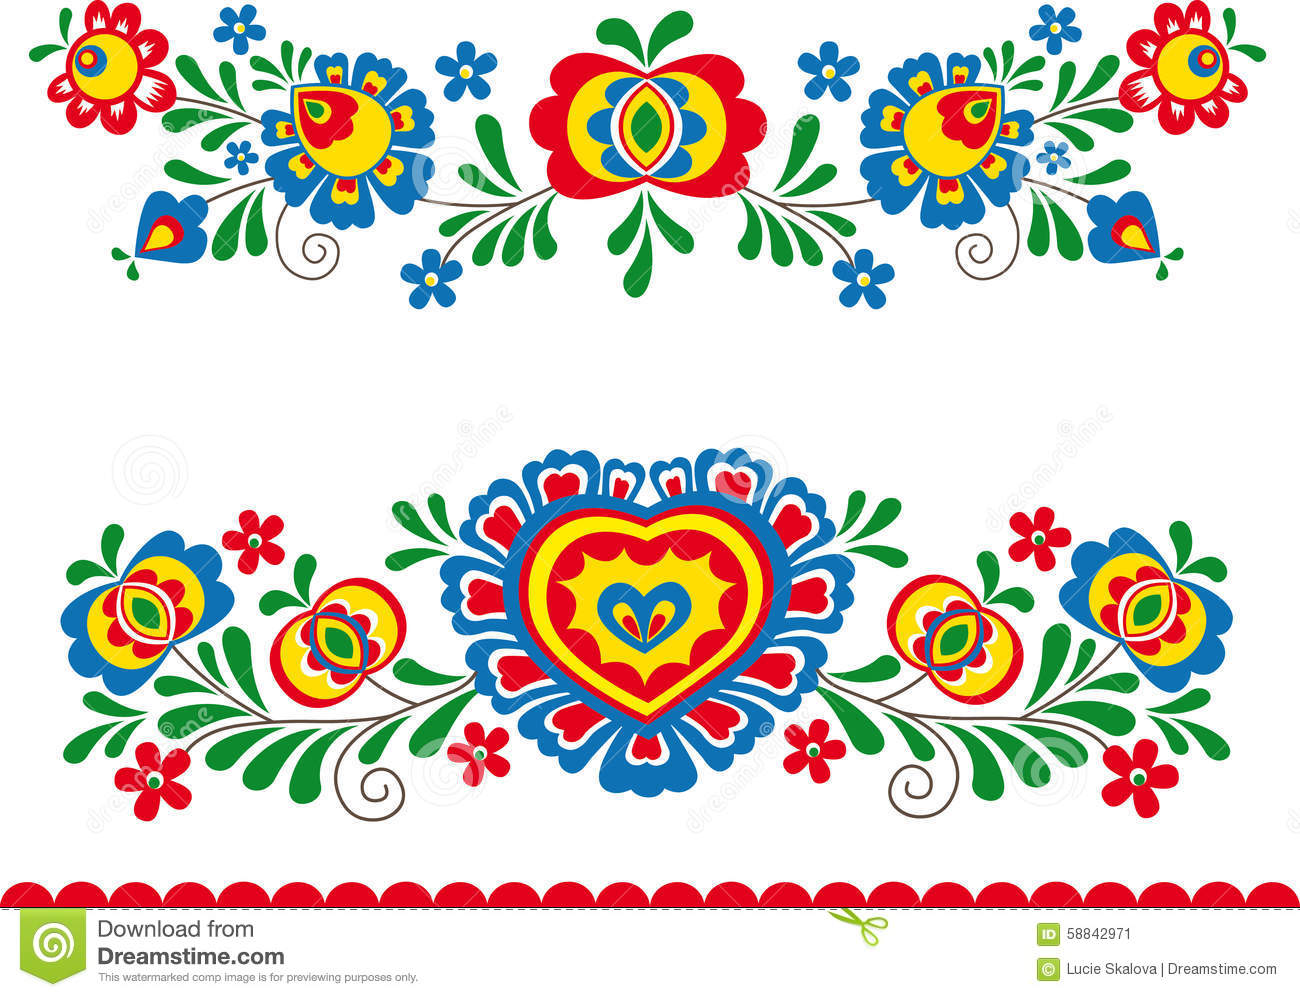 Download from
Dreamstime.com
This watermarked comp image is for previewing purposes only.
ID 58842971
© Lucie Skalova | Dreamstime.com